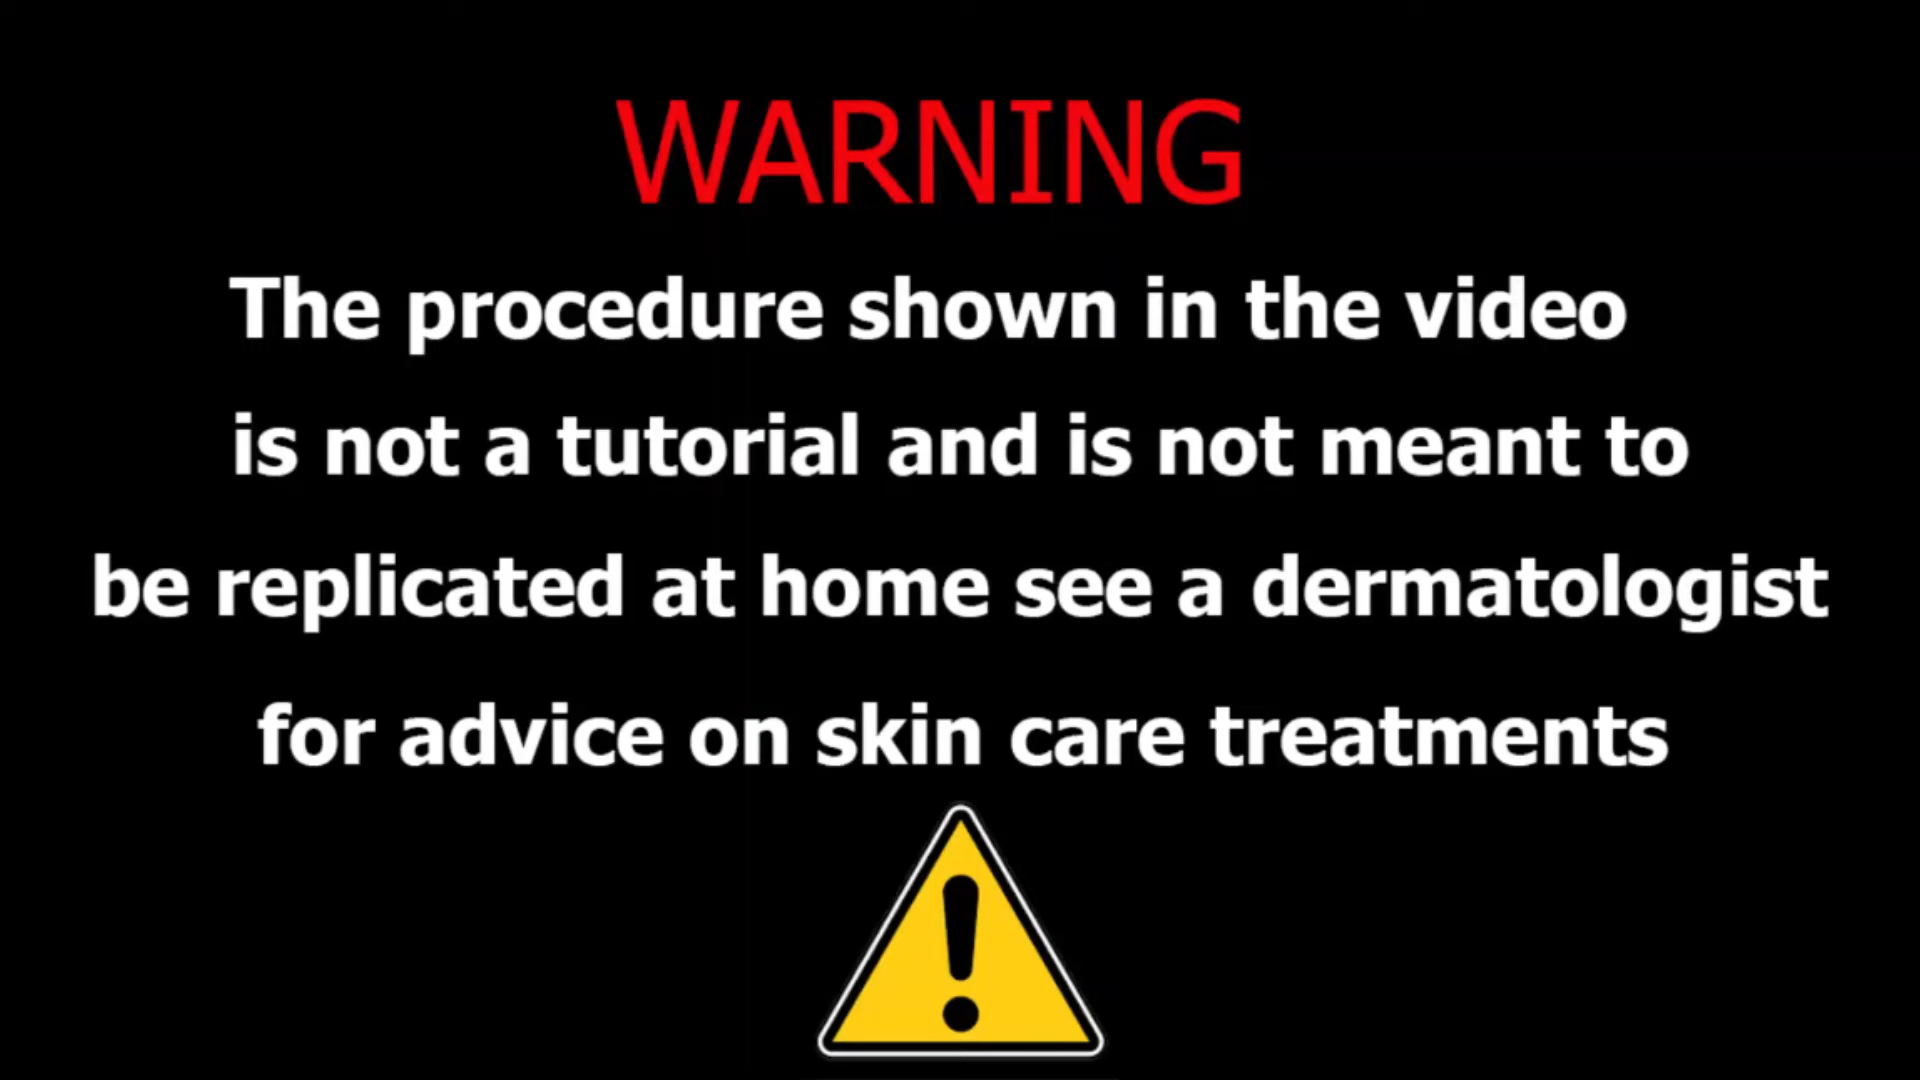 WARNING
The procedure shown in the video
is not a tutorial and is not meant to
be replicated at home see a dermatologist
for advice on skin care treatments